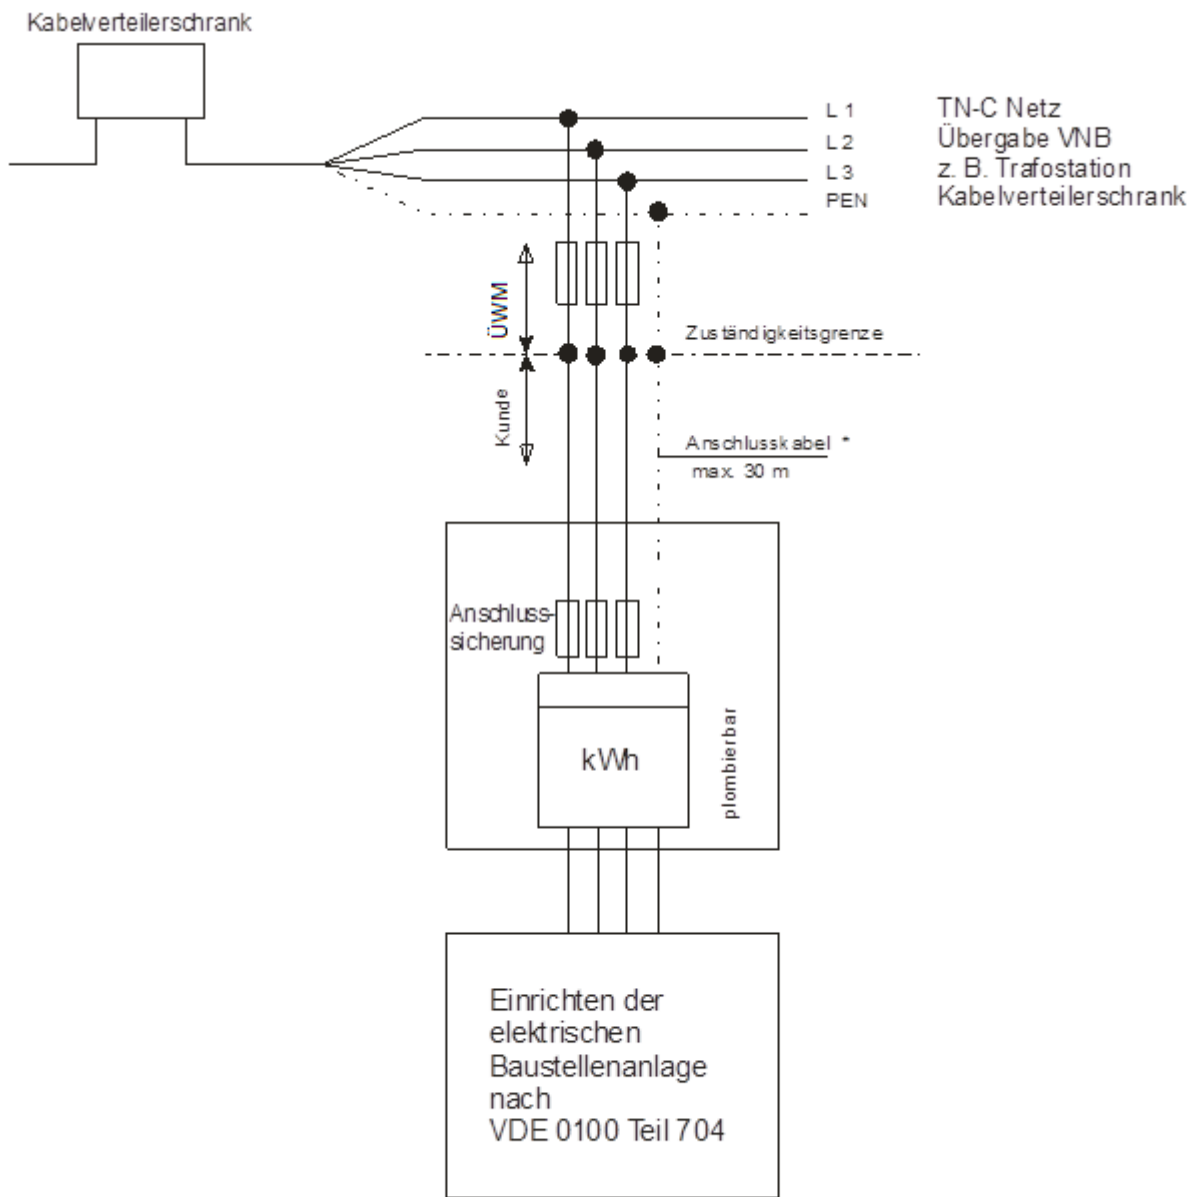 Kabelverteilerschrank
L 1
L 2
L 3
PEN
TN-C Netz
Übergabe VNB
z. B. Trafostation
Kabelverteilerschrank
ÜWM
Zuständigkeitsgrenze
Kunde
Anschlusskabel *
max. 30 m
Anschluss-
sicherung
kWh
plombierbar
Einrichten der
elektrischen
Baustellenanlage
nach
VDE 0100 Teil 704